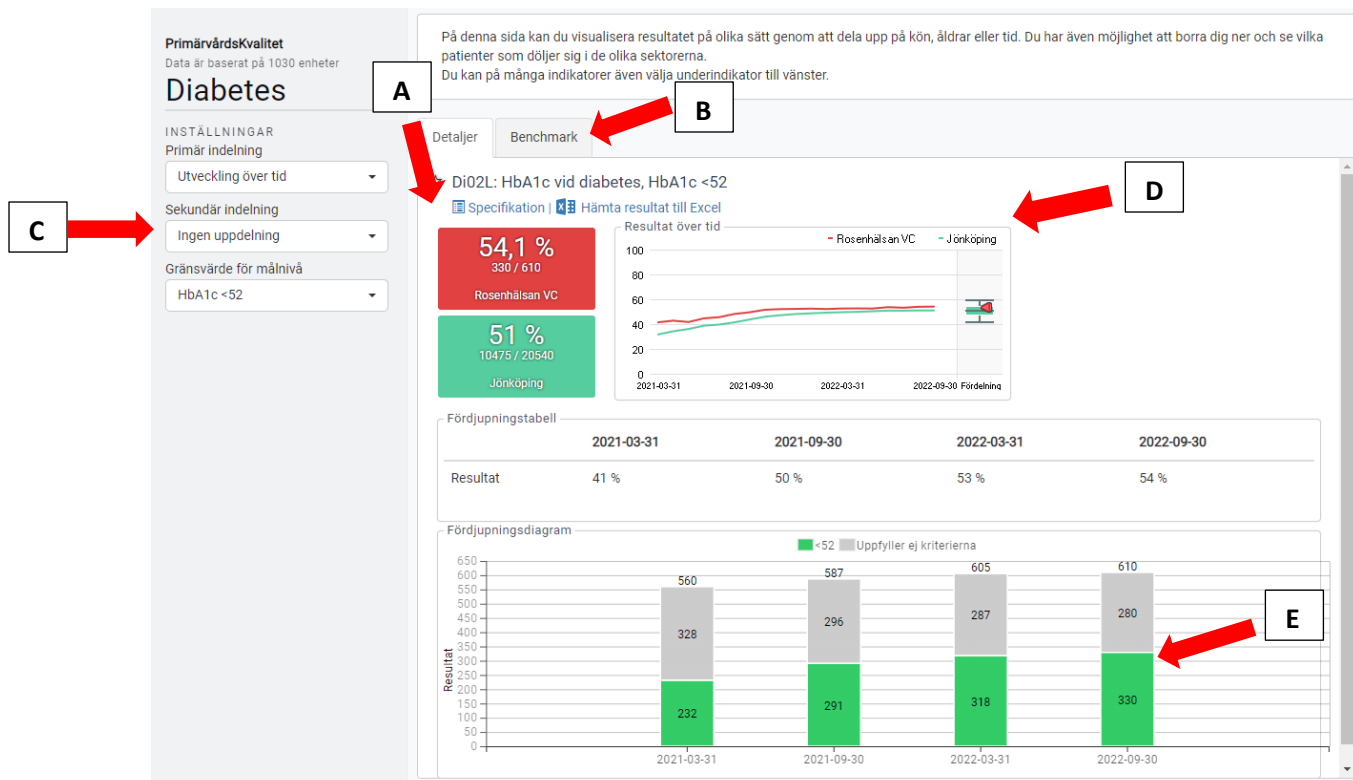 PrimärvårdsKvalitet
Data är baserat på 1030 enheter
Diabetes
INSTÄLLNINGAR
Primär indelning
Utveckling över tid
Sekundär indelning
Ingen uppdelning
Gränsvärde för målnivå
HbA1c <52
C
På denna sida kan du visualisera resultatet på olika sätt genom att dela upp på kön, åldrar eller tid. Du har även möjlighet att borra dig ner och se vilka
patienter som döljer sig i de olika sektorerna.
Du kan på många indikatorer även välja underindikator till vänster.
A
B
Detaljer
Benchmark
Di02L: HbA1c vid diabetes, HbA1c <52
D
Specifikation | Hämta resultat till Excel
54,1 %
330 / 610
Rosenhälsan VC
51 %
10475 / 20540
Jönköping
Resultat över tid
Rosenhälsan VC
Jönköping
100
80
60
40
20
0
2021-03-31
2021-09-30
2022-03-31
2022-09-30
Fördelning
Fördjupningstabell
2021-03-31 2021-09-30 2022-03-31 2022-09-30
Resultat 41 % 50 % 53 % 54 %
Fördjupningsdiagram
<52 Uppfyller ej kriterierna
Resultat
650
600
550
500
450
400
350
300
250
200
150
100
50
0
560
328
232
587
296
291
605
287
318
610
280
330
E
2021-03-31
2021-09-30
2022-03-31
2022-09-30